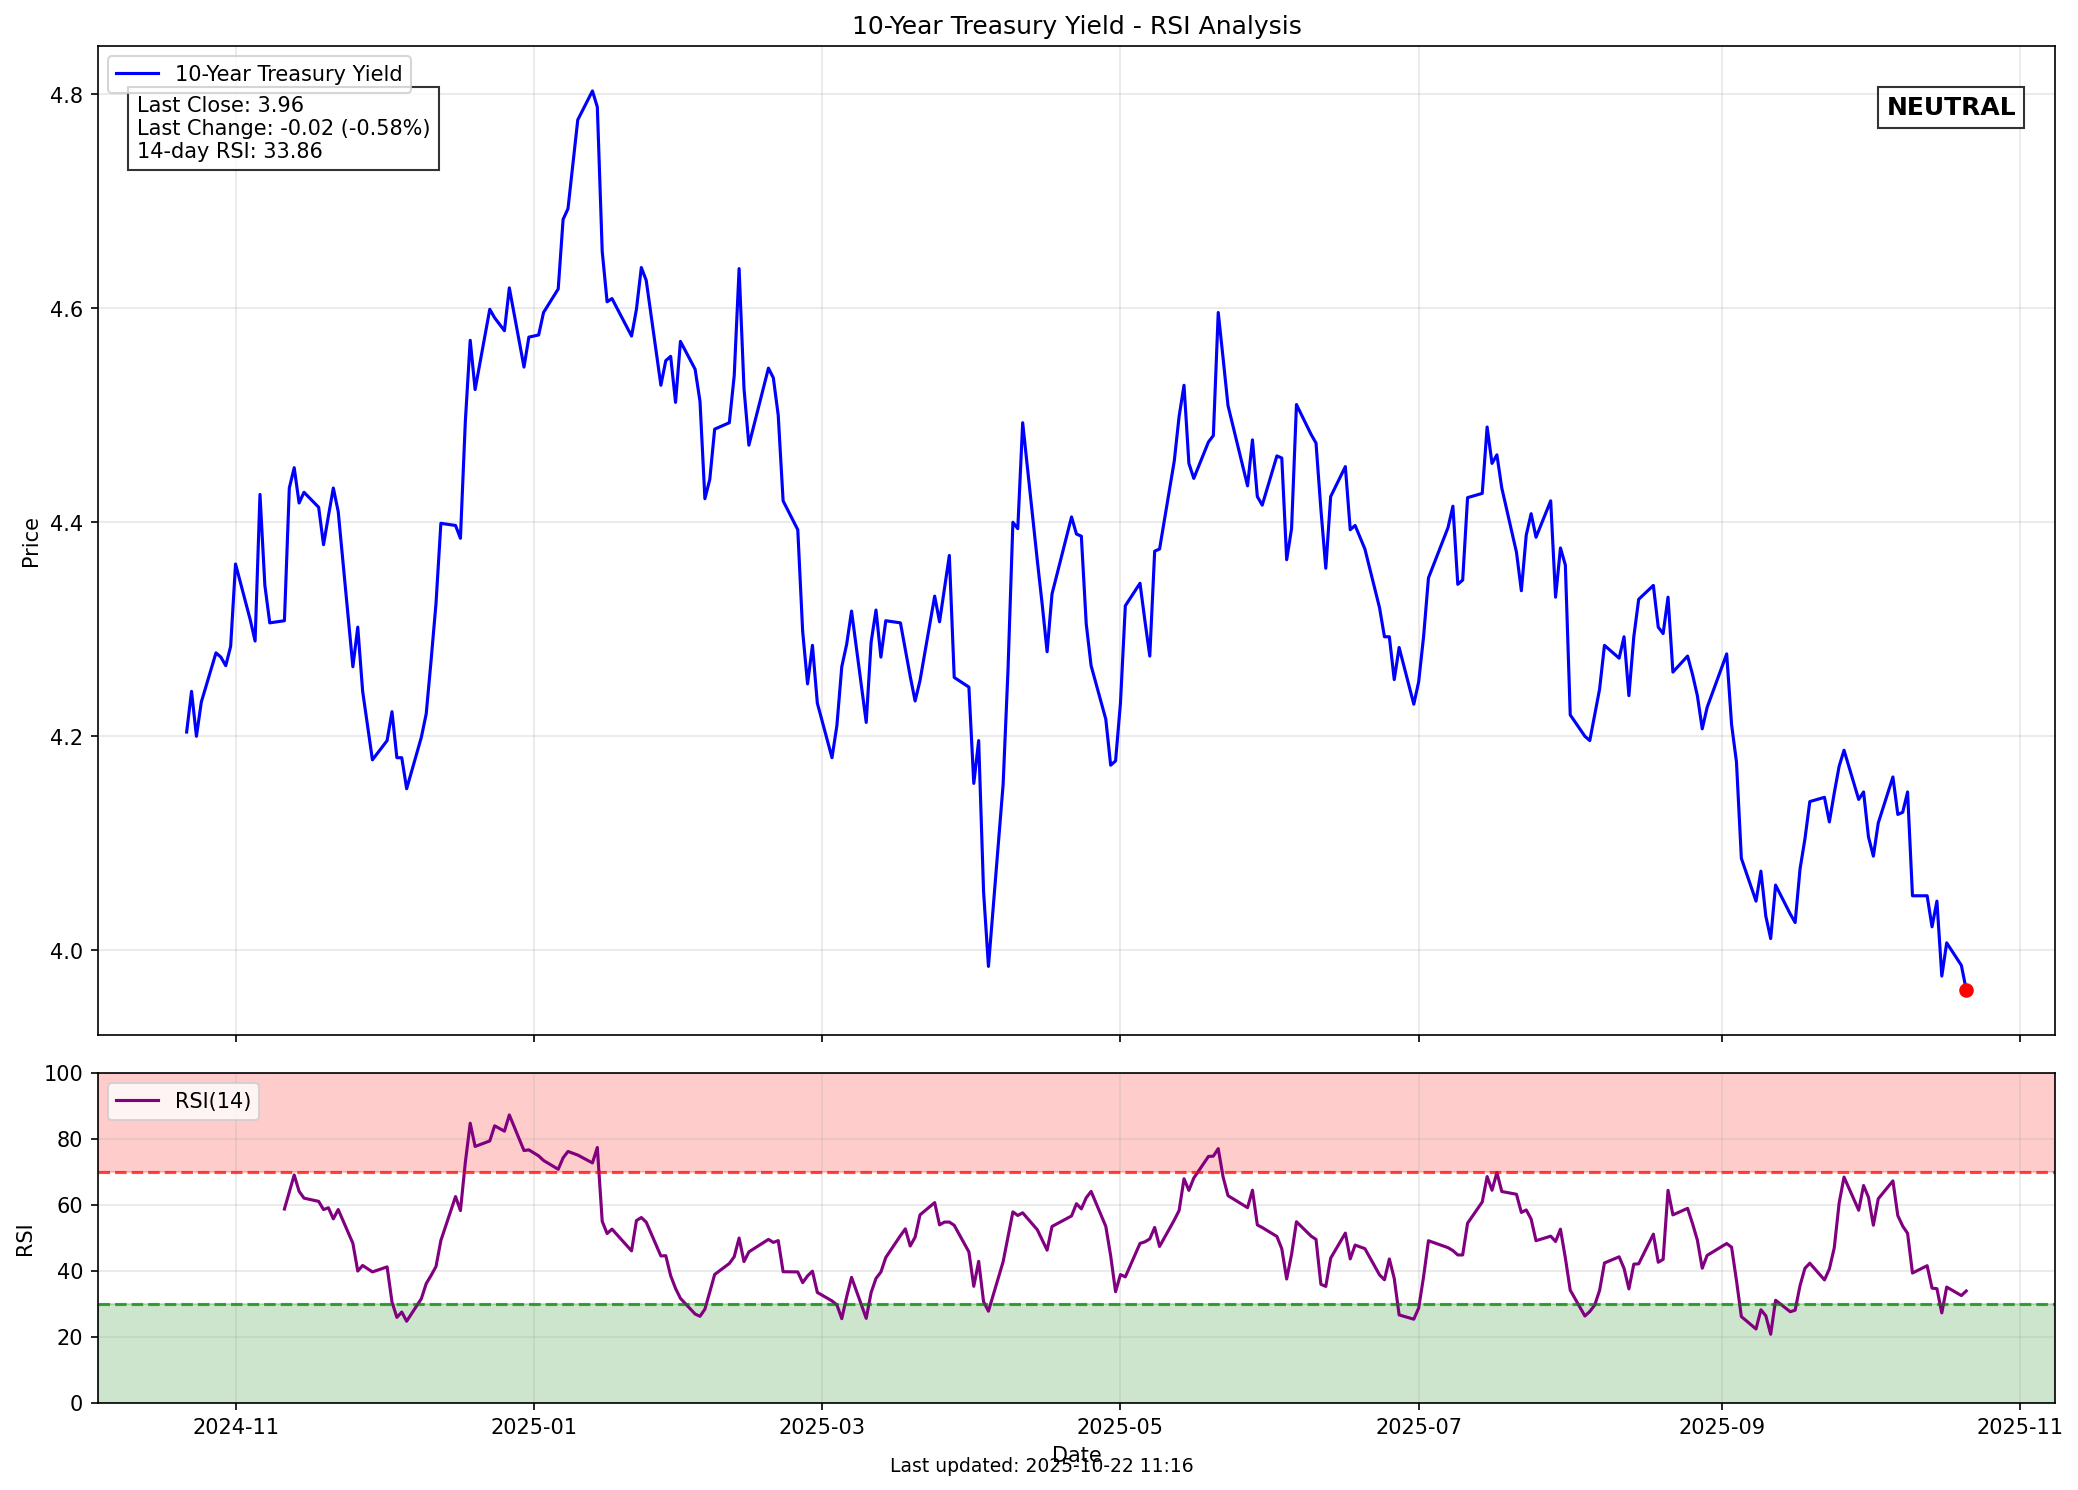 10-Year Treasury Yield - RSI Analysis
10-Year Treasury Yield
Last Close: 3.96
Last Change: -0.02 (-0.58%)
14-day RSI: 33.86
NEUTRAL
4.8
4.6
4.4
4.2
4.0
Price
RSI(14)
100
80
60
40
20
0
RSI
2024-11
2025-01
2025-03
2025-05
2025-07
2025-09
2025-11
Date
Last updated: 2025-10-22 11:16